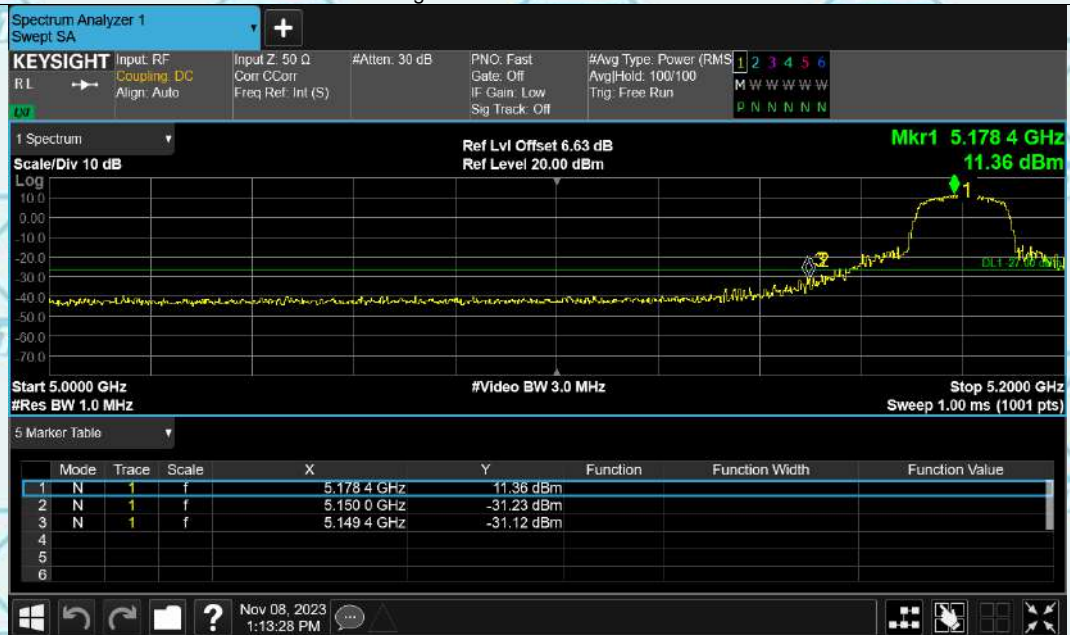 Spectrum Analyzer 1
Swept SA
+
KEYSIGHT Input: RF Input Z: 50 Ω #Atten: 30 dB PNO: Fast #Avg Type: Power (RMS 1 2 3 4 5 6
RL Coupling: DC Corr CCorr Gate: Off Avg|Hold: 100/100 M W W W W W
Align: Auto Freq Ref: Int (S) IF Gain: Low Trig: Free Run
Sig Track: Off P N N N N N
1 Spectrum Ref Lvl Offset 6.63 dB Mkr1 5.178 4 GHz
Scale/Div 10 dB Ref Level 20.00 dBm 11.36 dBm
Log
10.0
0.00
-10.0
-20.0
-30.0
-40.0
-50.0
-60.0
-70.0
1
2
Start 5.0000 GHz #Video BW 3.0 MHz Stop 5.2000 GHz
#Res BW 1.0 MHz Sweep 1.00 ms (1001 pts)
5 Marker Table
Mode Trace Scale X Y Function Function Width Function Value
1 N 1 f 5.178 4 GHz 11.36 dBm
2 N 1 f 5.150 0 GHz -31.23 dBm
3 N 1 f 5.149 4 GHz -31.12 dBm
4
5
6
? Nov 08, 2023
1:13:28 PM